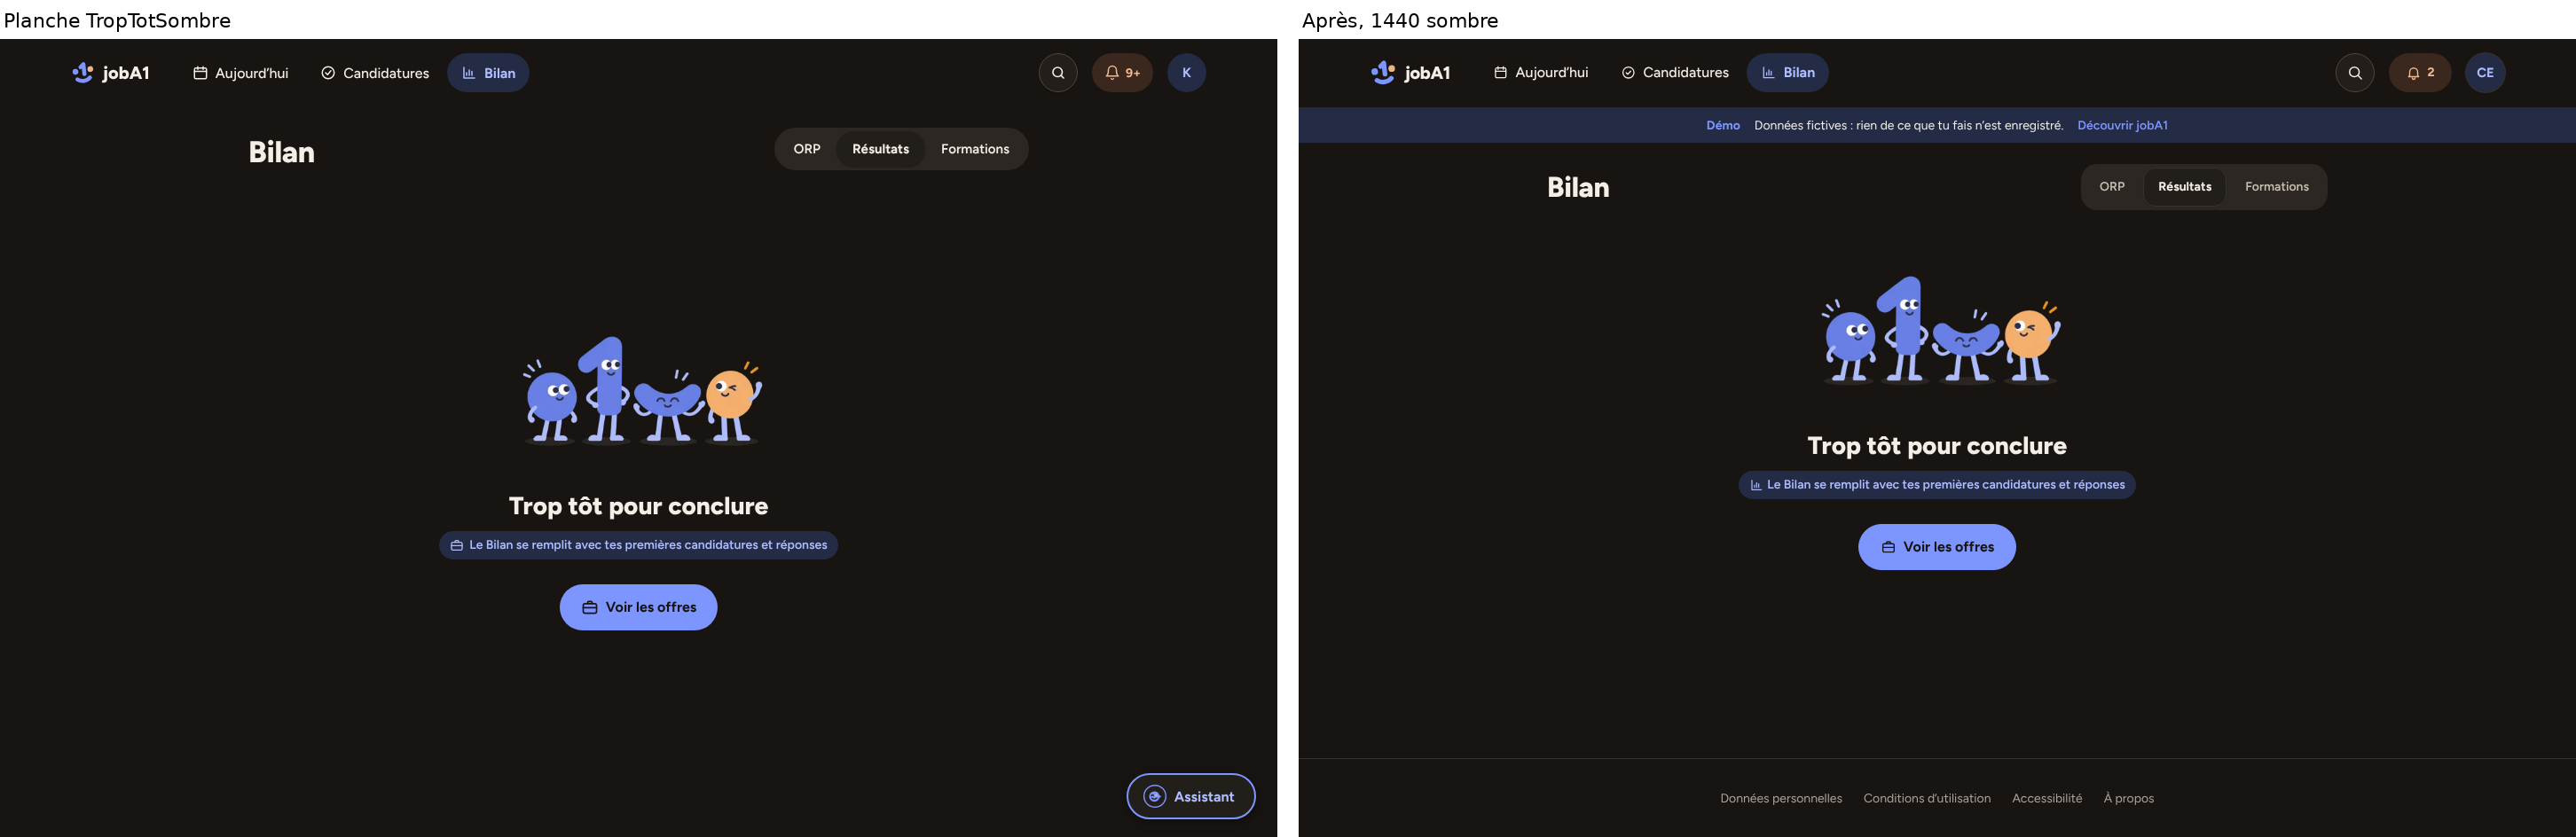 Planche TropTotSombre
jobA1 Aujourd'hui Candidatures Bilan 9+ K
Bilan
ORP Résultats Formations
Trop tôt pour conclure
Le Bilan se remplit avec tes premières candidatures et réponses
Voir les offres
Assistant
Après, 1440 sombre
jobA1 Aujourd'hui Candidatures Bilan 2 CE
Démo Données fictives : rien de ce que tu fais n'est enregistré. Découvrir jobA1
Bilan
ORP Résultats Formations
Trop tôt pour conclure
Le Bilan se remplit avec tes premières candidatures et réponses
Voir les offres
Données personnelles Conditions d'utilisation Accessibilité À propos